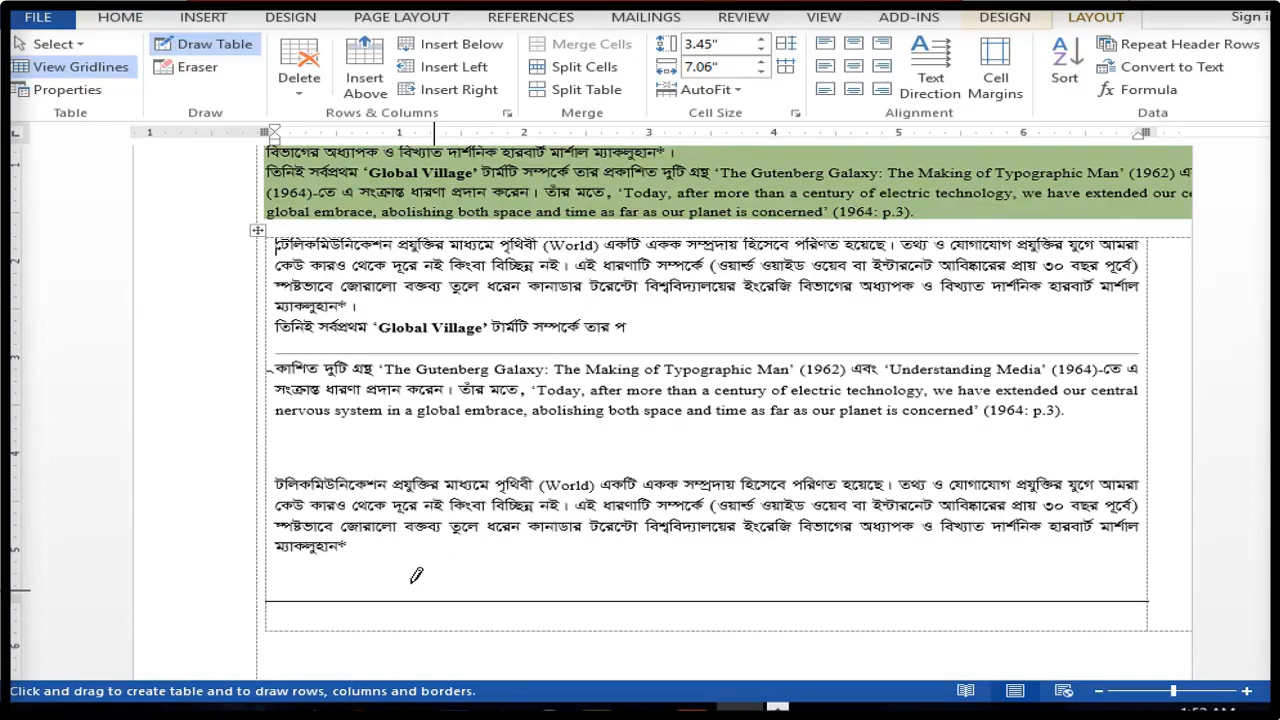 FILE HOME INSERT DESIGN PAGE LAYOUT REFERENCES MAILINGS REVIEW VIEW ADD-INS DESIGN LAYOUT Sign i
Select Draw Table Delete Insert Above Insert Below Merge Cells 3.45" Text Direction Cell Margins Sort Repeat Header Rows
View Gridlines Eraser Insert Left Split Cells 7.06" Convert to Text
Properties Insert Right Split Table AutoFit fx Formula
Table Draw Rows & Columns Merge Cell Size Alignment Data
1 1 2 3 4 5 6
বিভাগের অধ্যাপক ও বিখ্যাত দার্শনিক হারবার্ট মার্শাল ম্যাকলুহান* ।
তিনিই সর্বপ্রথম ‘Global Village’ টার্মটি সম্পর্কে তার প্রকাশিত দুটি গ্রন্থ ‘The Gutenberg Galaxy: The Making of Typographic Man’ (1962) এ
(1964)-তে এ সংক্রান্ত ধারণা প্রদান করেন। তাঁর মতে, ‘Today, after more than a century of electric technology, we have extended our ce
global embrace, abolishing both space and time as far as our planet is concerned’ (1964: p.3).
টেলিকমিউনিকেশন প্রযুক্তির মাধ্যমে পৃথিবী (World) একটি একক সম্প্রদায় হিসেবে পরিণত হয়েছে। তথ্য ও যোগাযোগ প্রযুক্তির যুগে আমরা
কেউ কারও থেকে দূরে নই কিংবা বিচ্ছিন্ন নই। এই ধারণাটি সম্পর্কে (ওয়ার্ল্ড ওয়াইড ওয়েব বা ইন্টারনেট আবিষ্কারের প্রায় ৩০ বছর পূর্বে)
স্পষ্টভাবে জোরালো বক্তব্য তুলে ধরেন কানাডার টরেন্টো বিশ্ববিদ্যালয়ের ইংরেজি বিভাগের অধ্যাপক ও বিখ্যাত দার্শনিক হারবার্ট মার্শাল
ম্যাকলুহান* ।
তিনিই সর্বপ্রথম ‘Global Village’ টার্মটি সম্পর্কে তার প
কাশিত দুটি গ্রন্থ ‘The Gutenberg Galaxy: The Making of Typographic Man’ (1962) এবং ‘Understanding Media’ (1964)-তে এ
সংক্রান্ত ধারণা প্রদান করেন। তাঁর মতে, ‘Today, after more than a century of electric technology, we have extended our central
nervous system in a global embrace, abolishing both space and time as far as our planet is concerned’ (1964: p.3).
টলিকমিউনিকেশন প্রযুক্তির মাধ্যমে পৃথিবী (World) একটি একক সম্প্রদায় হিসেবে পরিণত হয়েছে। তথ্য ও যোগাযোগ প্রযুক্তির যুগে আমরা
কেউ কারও থেকে দূরে নই কিংবা বিচ্ছিন্ন নই। এই ধারণাটি সম্পর্কে (ওয়ার্ল্ড ওয়াইড ওয়েব বা ইন্টারনেট আবিষ্কারের প্রায় ৩০ বছর পূর্বে)
স্পষ্টভাবে জোরালো বক্তব্য তুলে ধরেন কানাডার টরেন্টো বিশ্ববিদ্যালয়ের ইংরেজি বিভাগের অধ্যাপক ও বিখ্যাত দার্শনিক হারবার্ট মার্শাল
ম্যাকলুহান*
Click and drag to create table and to draw rows, columns and borders.